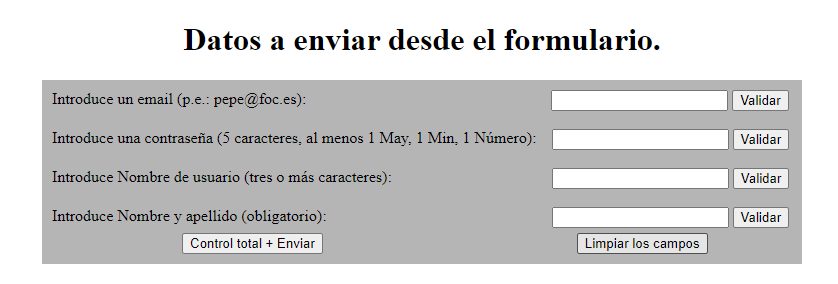 Datos a enviar desde el formulario.
Introduce un email (p.e.: pepe@foc.es): Validar
Introduce una contraseña (5 caracteres, al menos 1 May, 1 Min, 1 Número): Validar
Introduce Nombre de usuario (tres o más caracteres): Validar
Introduce Nombre y apellido (obligatorio): Validar
Control total + Enviar Limpiar los campos